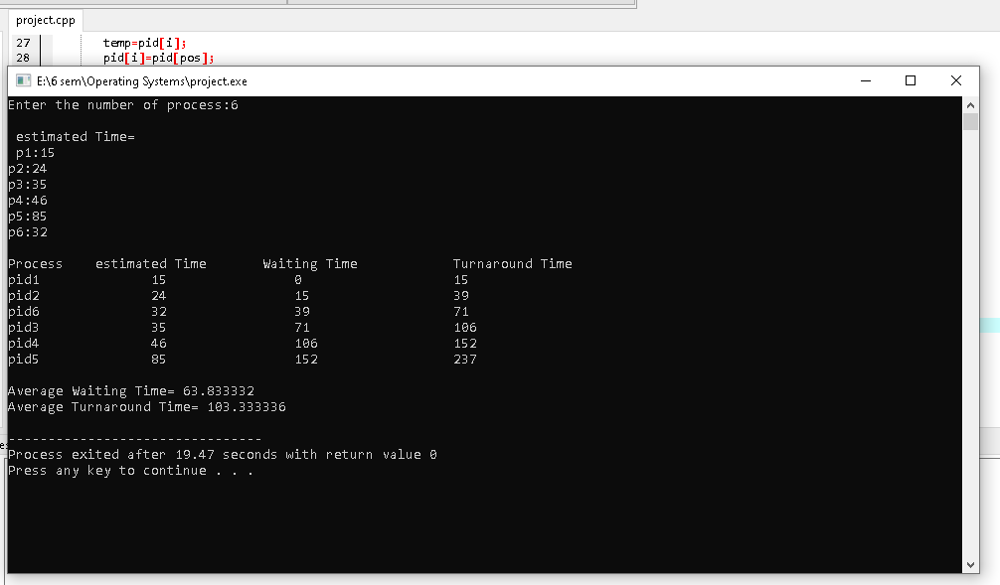 project.cpp
27 temp=pid[i];
28 pid[i]=pid[pos];
E:\6 sem\Operating Systems\project.exe
Enter the number of process:6
estimated Time=
p1:15
p2:24
p3:35
p4:46
p5:85
p6:32
Process estimated Time Waiting Time Turnaround Time
pid1 15 0 15
pid2 24 15 39
pid6 32 39 71
pid3 35 71 106
pid4 46 106 152
pid5 85 152 237
Average Waiting Time= 63.833332
Average Turnaround Time= 103.333336
--------------------------------
Process exited after 19.47 seconds with return value 0
Press any key to continue . . .